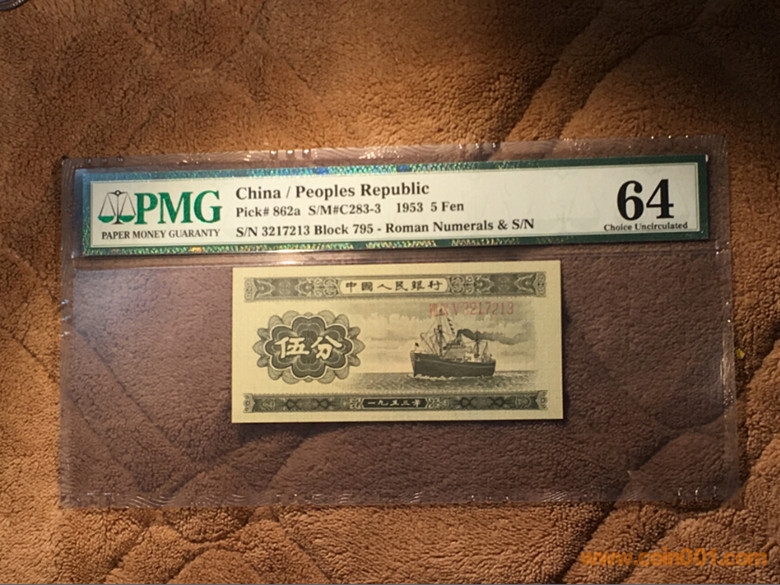 PMG
PAPER MONEY GUARANTY
China / Peoples Republic
Pick# 862a S/M#C283-3 1953 5 Fen
S/N 3217213 Block 795 - Roman Numerals & S/N
64
Choice Uncirculated
中國人民銀行
V 3217213
伍分
一九五三年
www.coin001.com